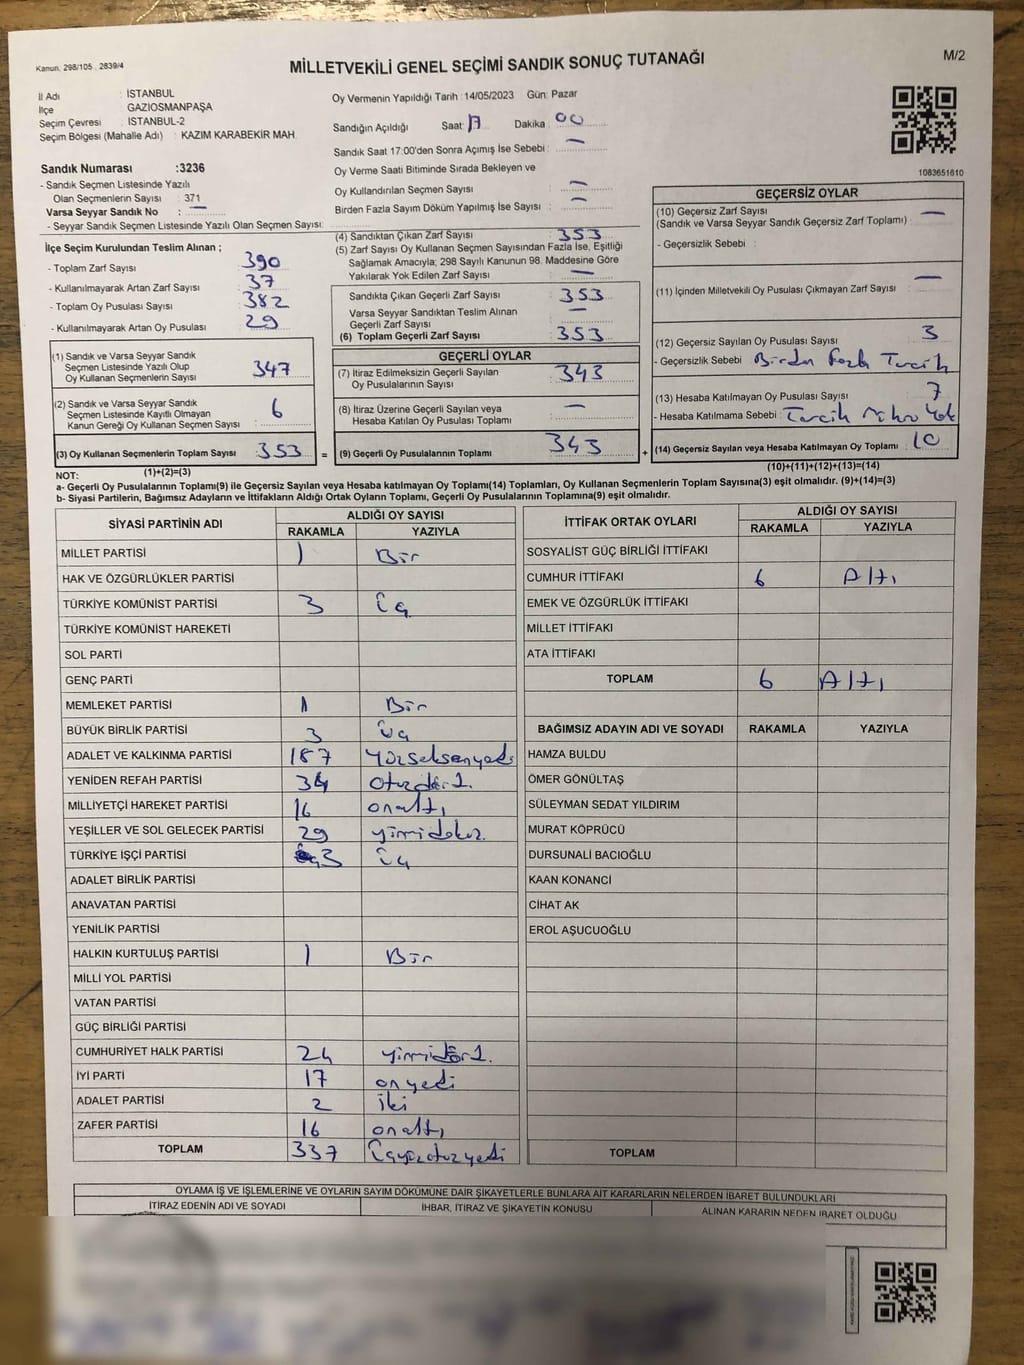 Kanun. 298/105 , 2839/4
MİLLETVEKİLİ GENEL SEÇİMİ SANDIK SONUÇ TUTANAĞI
M/2
İl Adı : İSTANBUL
İlçe GAZİOSMANPAŞA
Seçim Çevresi : İSTANBUL-2
Seçim Bölgesi (Mahalle Adı) : KAZIM KARABEKİR MAH.
Oy Vermenin Yapıldığı Tarih : 14/05/2023 Gün: Pazar
Sandığın Açıldığı Saat: 17 Dakika : 00
Sandık Saat 17:00'den Sonra Açımış İse Sebebi : —
Sandık Numarası :3236
- Sandık Seçmen Listesinde Yazılı
Olan Seçmenlerin Sayısı : 371
Varsa Seyyar Sandık No : —
- Seyyar Sandık Seçmen Listesinde Yazılı Olan Seçmen Sayısı:
Oy Verme Saati Bitiminde Sırada Bekleyen ve
Oy Kullandırılan Seçmen Sayısı —
Birden Fazla Sayım Döküm Yapılmış İse Sayısı —
1083651610
İlçe Seçim Kurulundan Teslim Alınan ;
- Toplam Zarf Sayısı 390
- Kullanılmayarak Artan Zarf Sayısı : 37
- Toplam Oy Pusulası Sayısı 382
- Kullanılmayarak Artan Oy Pusulası 29
(1) Sandık ve Varsa Seyyar Sandık
Seçmen Listesinde Yazılı Olup
Oy Kullanan Seçmenlerin Sayısı 347
(2) Sandık ve Varsa Seyyar Sandık
Seçmen Listesinde Kayıtlı Olmayan
Kanun Gereği Oy Kullanan Seçmen Sayısı 6
(3) Oy Kullanan Seçmenlerin Toplam Sayısı 353
(1)+(2)=(3)
(4) Sandıktan Çıkan Zarf Sayısı : 353
(5) Zarf Sayısı Oy Kullanan Seçmen Sayısından Fazla İse, Eşitliği
Sağlamak Amacıyla; 298 Sayılı Kanunun 98. Maddesine Göre
Yakılarak Yok Edilen Zarf Sayısı : —
Sandıkta Çıkan Geçerli Zarf Sayısı : 353
Varsa Seyyar Sandıktan Teslim Alınan
Geçerli Zarf Sayısı : —
(6) Toplam Geçerli Zarf Sayısı : 353
GEÇERLİ OYLAR
(7) İtiraz Edilmeksizin Geçerli Sayılan
Oy Pusulasının Sayısı : 343
(8) İtiraz Üzerine Geçerli Sayılan veya
Hesaba Katılan Oy Pusulası Toplamı —
= (9) Geçerli Oy Pusulalarının Toplamı 343
GEÇERSİZ OYLAR
(10) Geçersiz Zarf Sayısı —
(Sandık ve Varsa Seyyar Sandık Geçersiz Zarf Toplamı) :
- Geçersizlik Sebebi :
(11) İçinden Milletvekili Oy Pusulası Çıkmayan Zarf Sayısı : —
(12) Geçersiz Sayılan Oy Pusulası Sayısı : 3
- Geçersizlik Sebebi : Birden Fazla Tercih
(13) Hesaba Katılmayan Oy Pusulası Sayısı : 7
- Hesaba Katılmama Sebebi : Tercih Mührü Yok
+ (14) Geçersiz Sayılan veya Hesaba Katılmayan Oy Toplamı : 10
(10)+(11)+(12)+(13)=(14)
NOT:
a- Geçerli Oy Pusulalarının Toplamı(9) ile Geçersiz Sayılan veya Hesaba katılmayan Oy Toplamı(14) Toplamları, Oy Kullanan Seçmenlerin Toplam Sayısına(3) eşit olmalıdır. (9)+(14)=(3)
b- Siyasi Partilerin, Bağımsız Adayların ve İttifakların Aldığı Ortak Oyların Toplamı, Geçerli Oy Pusulalarının Toplamına(9) eşit olmalıdır.
SİYASİ PARTİNİN ADI ALDIĞI OY SAYISI
RAKAMLA YAZIYLA
MİLLET PARTİSİ 1 Bir
HAK VE ÖZGÜRLÜKLER PARTİSİ
TÜRKİYE KOMÜNİST PARTİSİ 3 üç
TÜRKİYE KOMÜNİST HAREKETİ
SOL PARTİ
GENÇ PARTİ
MEMLEKET PARTİSİ 1 Bir
BÜYÜK BİRLİK PARTİSİ 3 üç
ADALET VE KALKINMA PARTİSİ 187 yüzseksenyedi
YENİDEN REFAH PARTİSİ 34 otuzdört
MİLLİYETÇİ HAREKET PARTİSİ 16 onaltı
YEŞİLLER VE SOL GELECEK PARTİSİ 29 yirmidokuz
TÜRKİYE İŞÇİ PARTİSİ 3 üç
ADALET BİRLİK PARTİSİ
ANAVATAN PARTİSİ
YENİLİK PARTİSİ
HALKIN KURTULUŞ PARTİSİ 1 Bir
MİLLİ YOL PARTİSİ
VATAN PARTİSİ
GÜÇ BİRLİĞİ PARTİSİ
CUMHURİYET HALK PARTİSİ 24 yirmidört
İYİ PARTİ 17 onyedi
ADALET PARTİSİ 2 iki
ZAFER PARTİSİ 16 onaltı
TOPLAM 337 üçyüzotuzyedi
İTTİFAK ORTAK OYLARI ALDIĞI OY SAYISI
RAKAMLA YAZIYLA
SOSYALİST GÜÇ BİRLİĞİ İTTİFAKI
CUMHUR İTTİFAKI 6 Altı
EMEK VE ÖZGÜRLÜK İTTİFAKI
MİLLET İTTİFAKI
ATA İTTİFAKI
TOPLAM 6 Altı
BAĞIMSIZ ADAYIN ADI VE SOYADI RAKAMLA YAZIYLA
HAMZA BULDU
ÖMER GÖNÜLTAŞ
SÜLEYMAN SEDAT YILDIRIM
MURAT KÖPRÜCÜ
DURSUNALİ BACIOĞLU
KAAN KONANCİ
CİHAT AK
EROL AŞUCUOĞLU
TOPLAM
OYLAMA İŞ VE İŞLEMLERİNE VE OYLARIN SAYIM DÖKÜMÜNE DAİR ŞİKAYETLERLE BUNLARA AİT KARARLARIN NELERDEN İBARET BULUNDUKLARI
İTİRAZ EDENİN ADI VE SOYADI İHBAR, İTİRAZ VE ŞİKAYETİN KONUSU ALINAN KARARIN NEDEN İBARET OLDUĞU